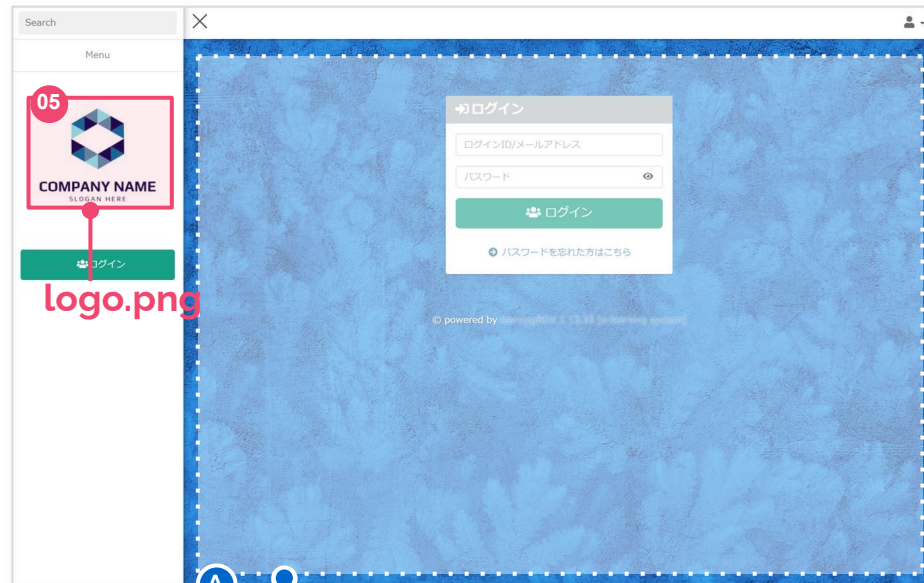 Search
Menu
05
COMPANY NAME
SLOGAN HERE
ログイン
logo.png
ログイン
ログインID/メールアドレス
パスワード
ログイン
パスワードを忘れた方はこちら
© powered by
A